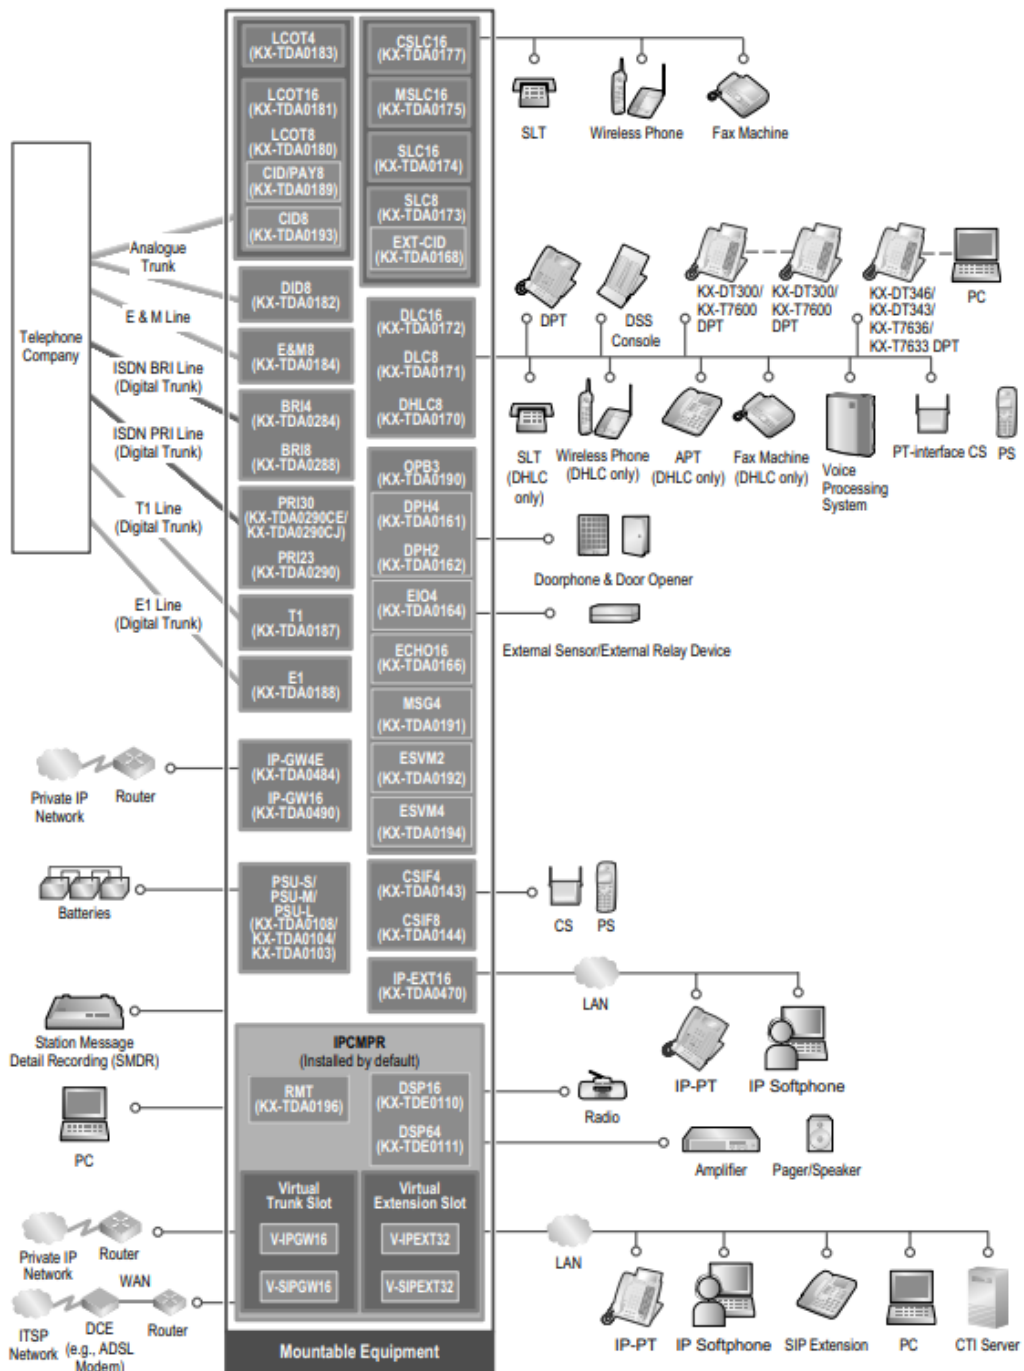 LCOT4
(KX-TDA0183)
LCOT16
(KX-TDA0181)
LCOT8
(KX-TDA0180)
CID/PAY8
(KX-TDA0189)
CID8
(KX-TDA0193)
CSLC16
(KX-TDA0177)
MSLC16
(KX-TDA0175)
SLC16
(KX-TDA0174)
SLC8
(KX-TDA0173)
EXT-CID
(KX-TDA0168)
SLT
Wireless Phone
Fax Machine
Telephone
Company
Analogue
Trunk
E & M Line
ISDN BRI Line
(Digital Trunk)
ISDN PRI Line
(Digital Trunk)
T1 Line
(Digital Trunk)
E1 Line
(Digital Trunk)
DID8
(KX-TDA0182)
E&M8
(KX-TDA0184)
BRI4
(KX-TDA0284)
BRI8
(KX-TDA0288)
PRI30
(KX-TDA0290CE/
KX-TDA0290CJ)
PRI23
(KX-TDA0290)
T1
(KX-TDA0187)
E1
(KX-TDA0188)
DLC16
(KX-TDA0172)
DLC8
(KX-TDA0171)
DHLC8
(KX-TDA0170)
DPT
DSS
Console
KX-DT300/
KX-T7600
DPT
KX-DT300/
KX-T7600
DPT
KX-DT346/
KX-DT343/
KX-T7636/
KX-T7633 DPT
PC
SLT
(DHLC
only)
Wireless Phone
(DHLC only)
APT
(DHLC only)
Fax Machine
(DHLC only)
Voice
Processing
System
PT-interface CS
PS
OPB3
(KX-TDA0190)
DPH4
(KX-TDA0161)
DPH2
(KX-TDA0162)
EIO4
(KX-TDA0164)
ECHO16
(KX-TDA0166)
MSG4
(KX-TDA0191)
ESVM2
(KX-TDA0192)
ESVM4
(KX-TDA0194)
Doorphone & Door Opener
External Sensor/External Relay Device
Private IP
Network
Router
IP-GW4E
(KX-TDA0484)
IP-GW16
(KX-TDA0490)
Batteries
PSU-S/
PSU-M/
PSU-L
(KX-TDA0108/
KX-TDA0104/
KX-TDA0103)
CSIF4
(KX-TDA0143)
CSIF8
(KX-TDA0144)
CS
PS
IP-EXT16
(KX-TDA0470)
LAN
IP-PT
IP Softphone
Station Message
Detail Recording (SMDR)
PC
IPCMPR
(Installed by default)
RMT
(KX-TDA0196)
DSP16
(KX-TDE0110)
DSP64
(KX-TDE0111)
Radio
Amplifier
Pager/Speaker
Virtual
Trunk Slot
V-IPGW16
V-SIPGW16
Virtual
Extension Slot
V-IPEXT32
V-SIPEXT32
Private IP
Network
Router
WAN
ITSP
Network
DCE
(e.g., ADSL
Modem)
Router
LAN
IP-PT
IP Softphone
SIP Extension
PC
CTI Server
Mountable Equipment